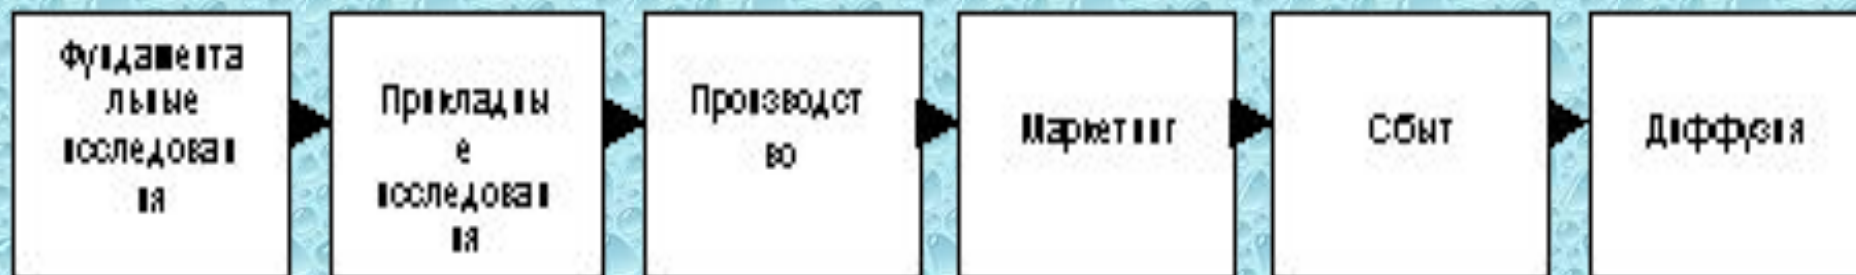 Фундамента
льные
исследован
ия
Прикладны
е
исследован
ия
Производст
во
Маркетинг
Сбыт
Диффузия